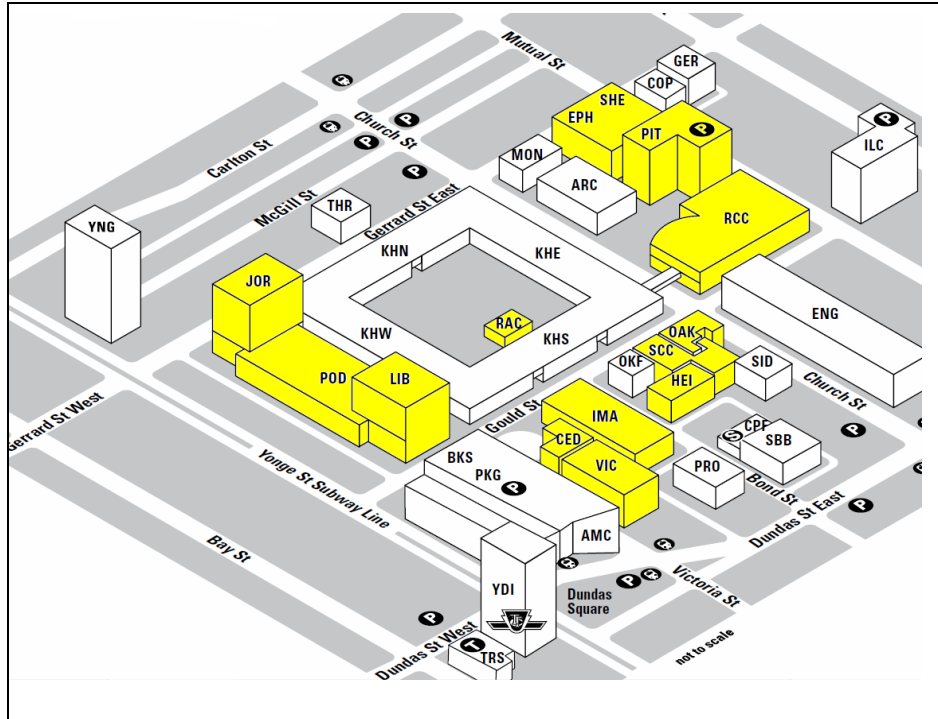 Mutual St
GER
COP
SHE
EPH
PIT
P
P
ILC
Church St
P
P
P
Carlton St
MON
ARC
McGill St
THR
Gerrard St East
RCC
YNG
KHN
KHE
JOR
ENG
RAC
KHW
KHS
OAK
SCC
OKF
SID
POD
LIB
HEI
Church St
Gould St
IMA
Gerrard St West
CED
CPF
S
SBB
P
BKS
VIC
PKG
P
PRO
Bond St
Yonge St Subway Line
Dundas St East
P
P
P
AMC
Bay St
YDI
Dundas
Square
P
Victoria St
P
TTC
T
TRS
Dundas St West
not to scale